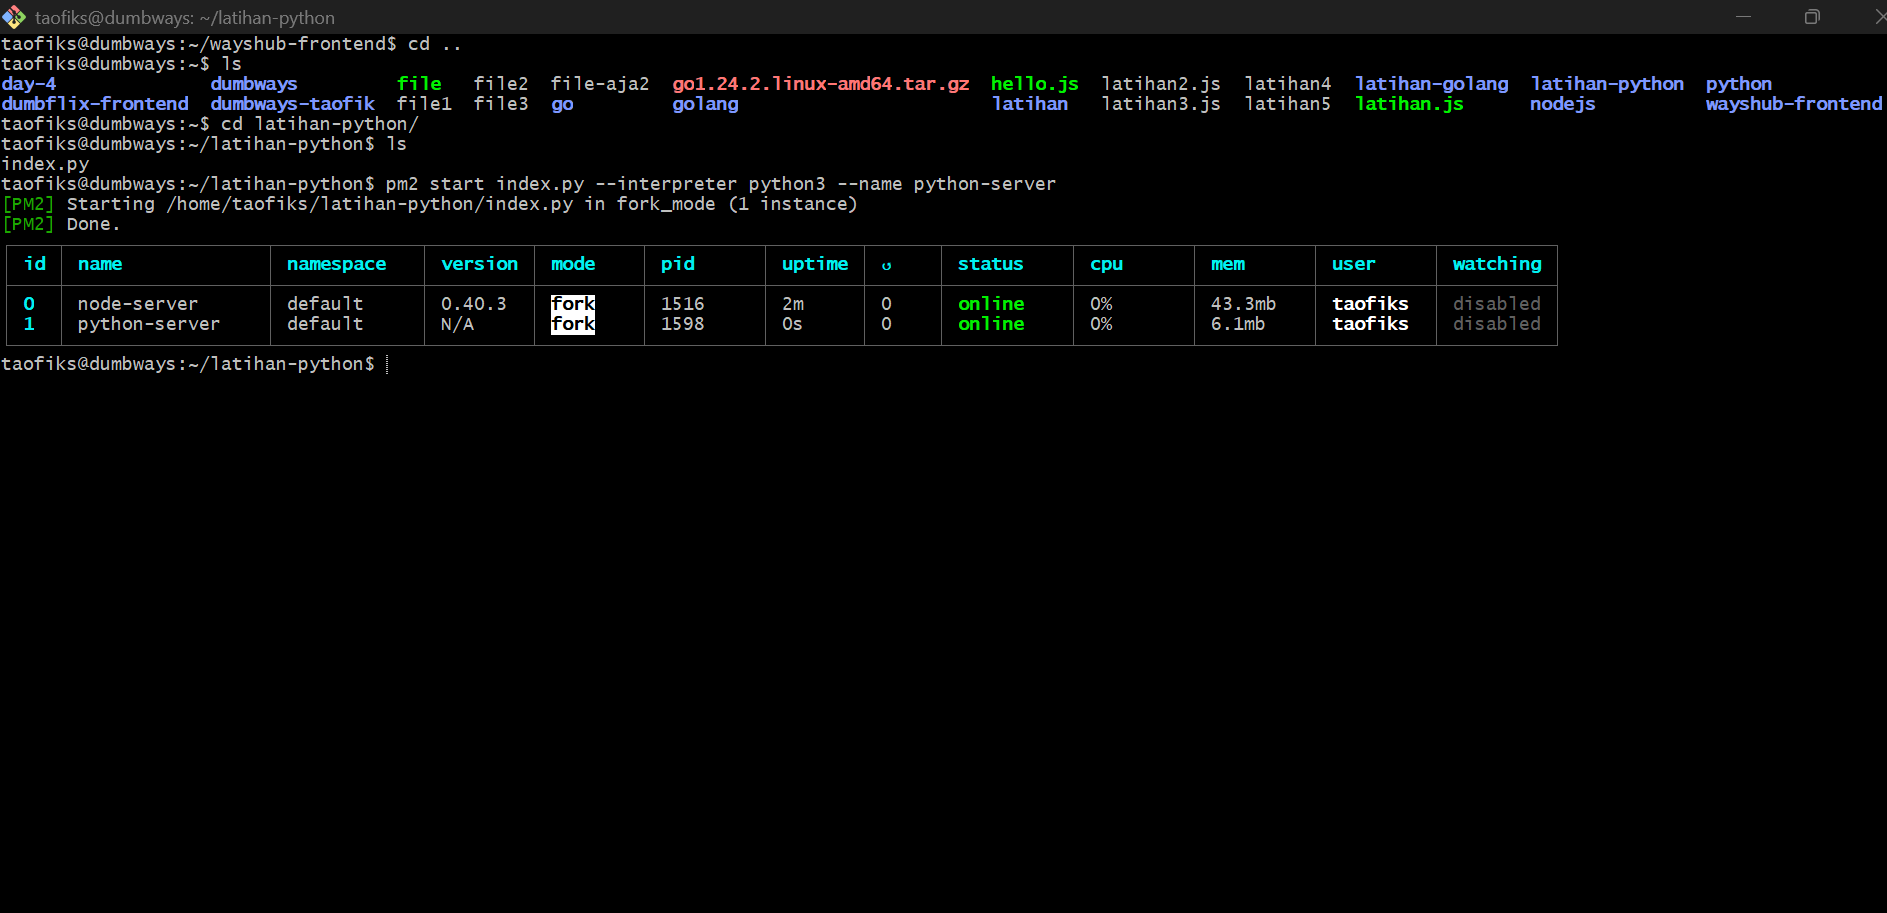 taofiks@dumbways: ~/latihan-python
taofiks@dumbways:~/wayshub-frontend$ cd ..
taofiks@dumbways:~$ ls
day-4 dumbways file file2 file-aja2 go1.24.2.linux-amd64.tar.gz hello.js latihan2.js latihan4 latihan-golang latihan-python python
dumbflix-frontend dumbways-taofik file1 file3 go golang latihan latihan3.js latihan5 latihan.js nodejs wayshub-frontend
taofiks@dumbways:~$ cd latihan-python/
taofiks@dumbways:~/latihan-python$ ls
index.py
taofiks@dumbways:~/latihan-python$ pm2 start index.py --interpreter python3 --name python-server
[PM2] Starting /home/taofiks/latihan-python/index.py in fork_mode (1 instance)
[PM2] Done.
id name namespace version mode pid uptime ↺ status cpu mem user watching
0 node-server default 0.40.3 fork 1516 2m 0 online 0% 43.3mb taofiks disabled
1 python-server default N/A fork 1598 0s 0 online 0% 6.1mb taofiks disabled
taofiks@dumbways:~/latihan-python$